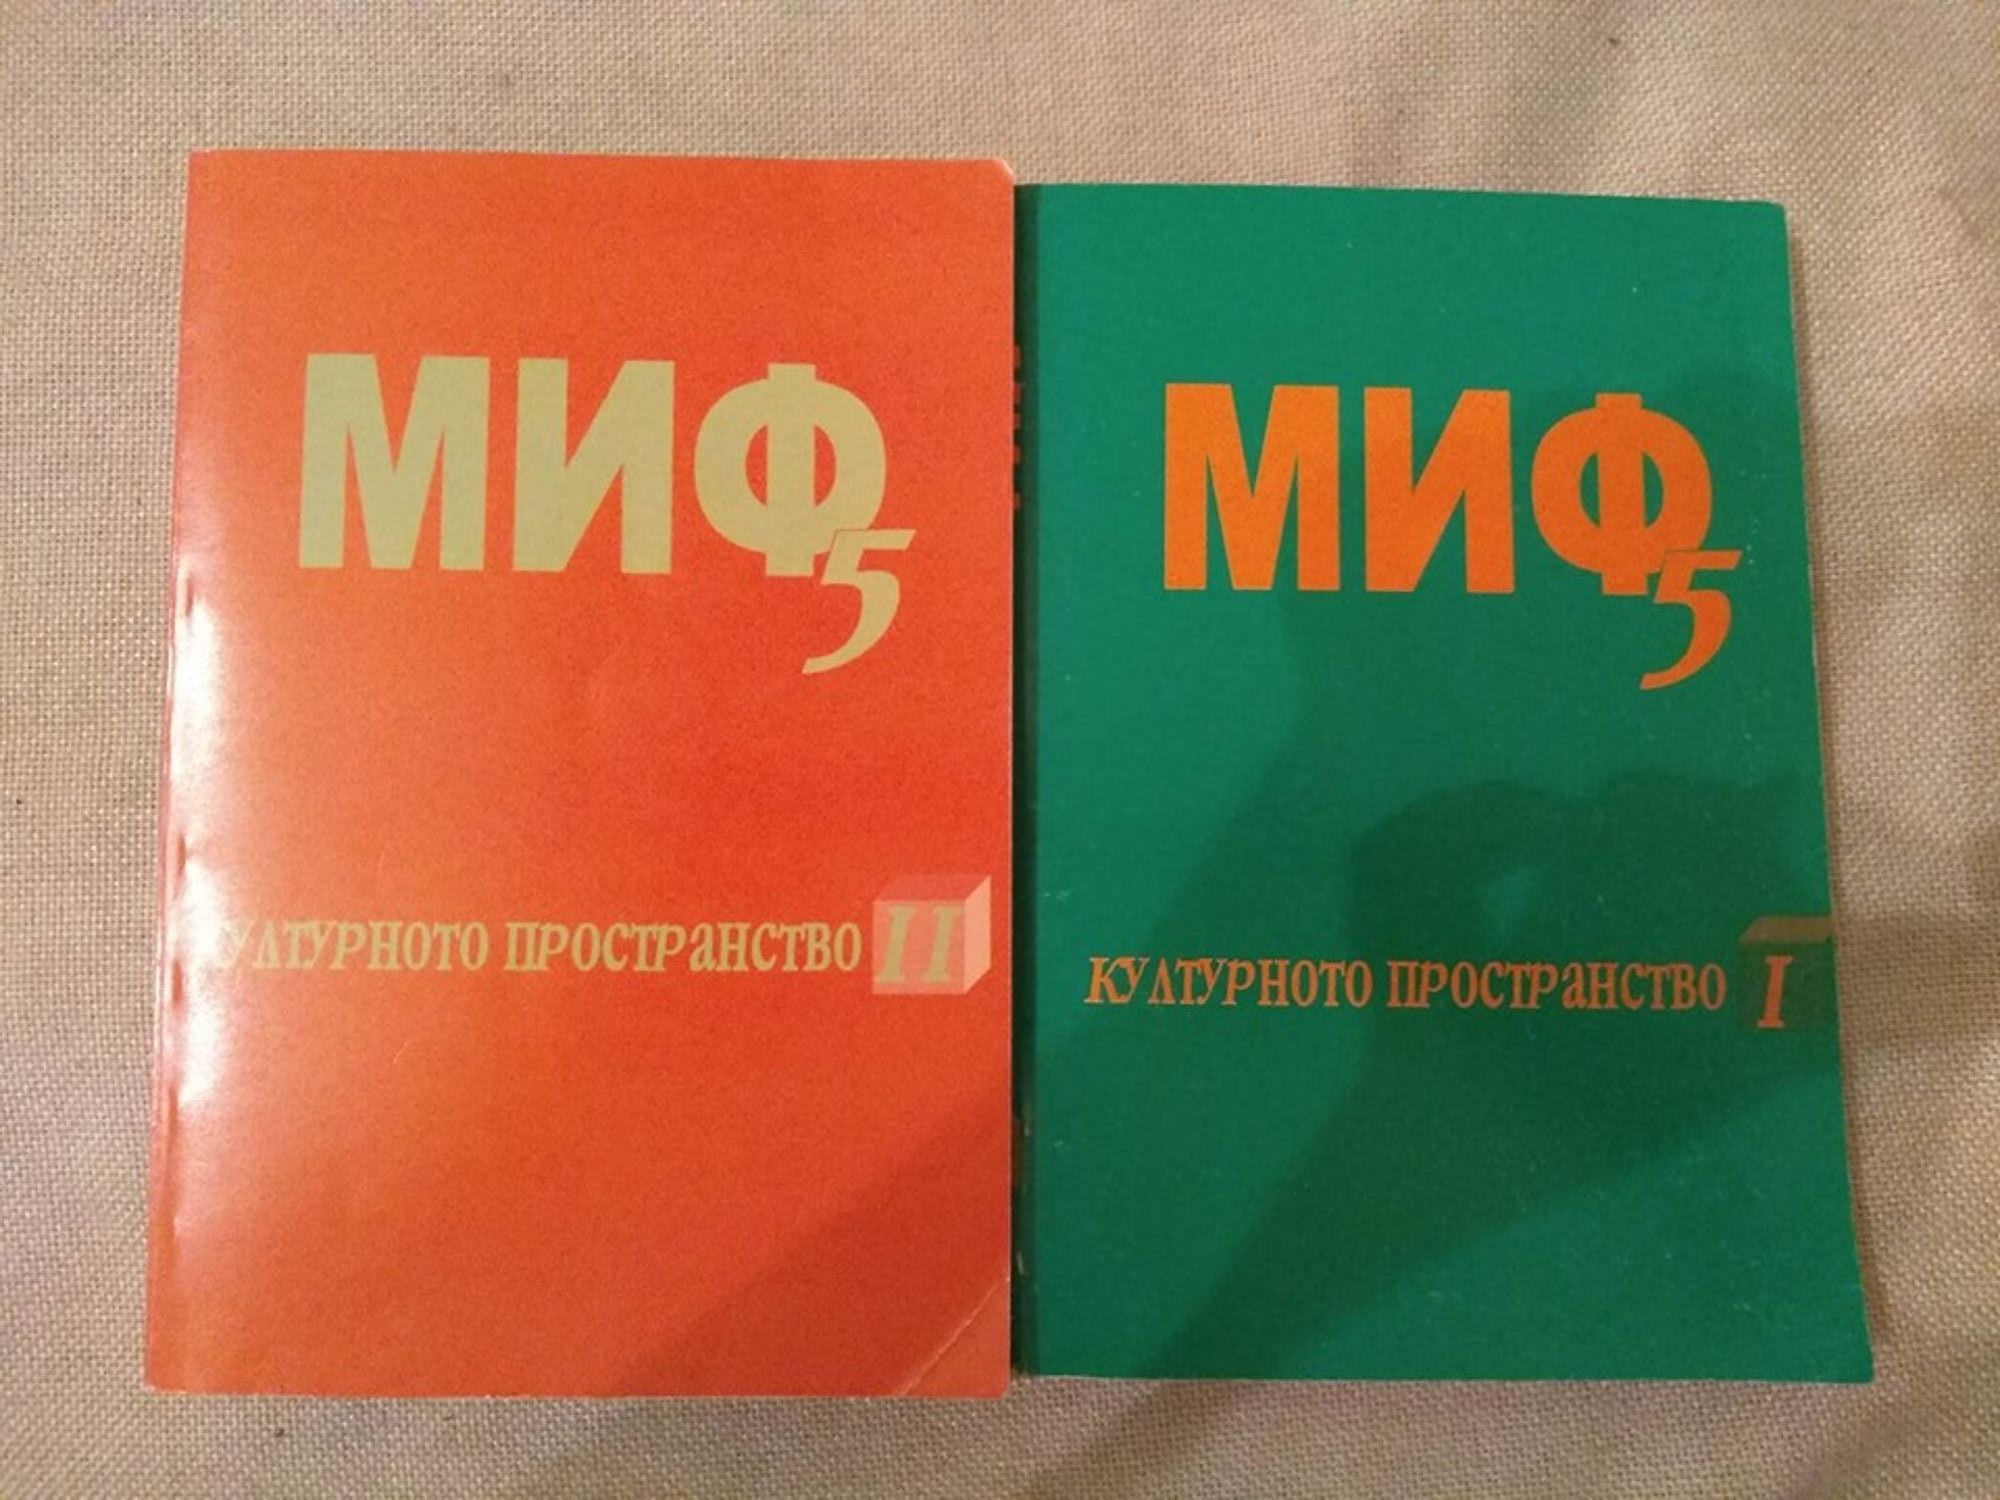 МИФ
5
КУЛТУРНОТО ПРОСТРАНСТВО II
МИФ
5
КУЛТУРНОТО ПРОСТРАНСТВО I